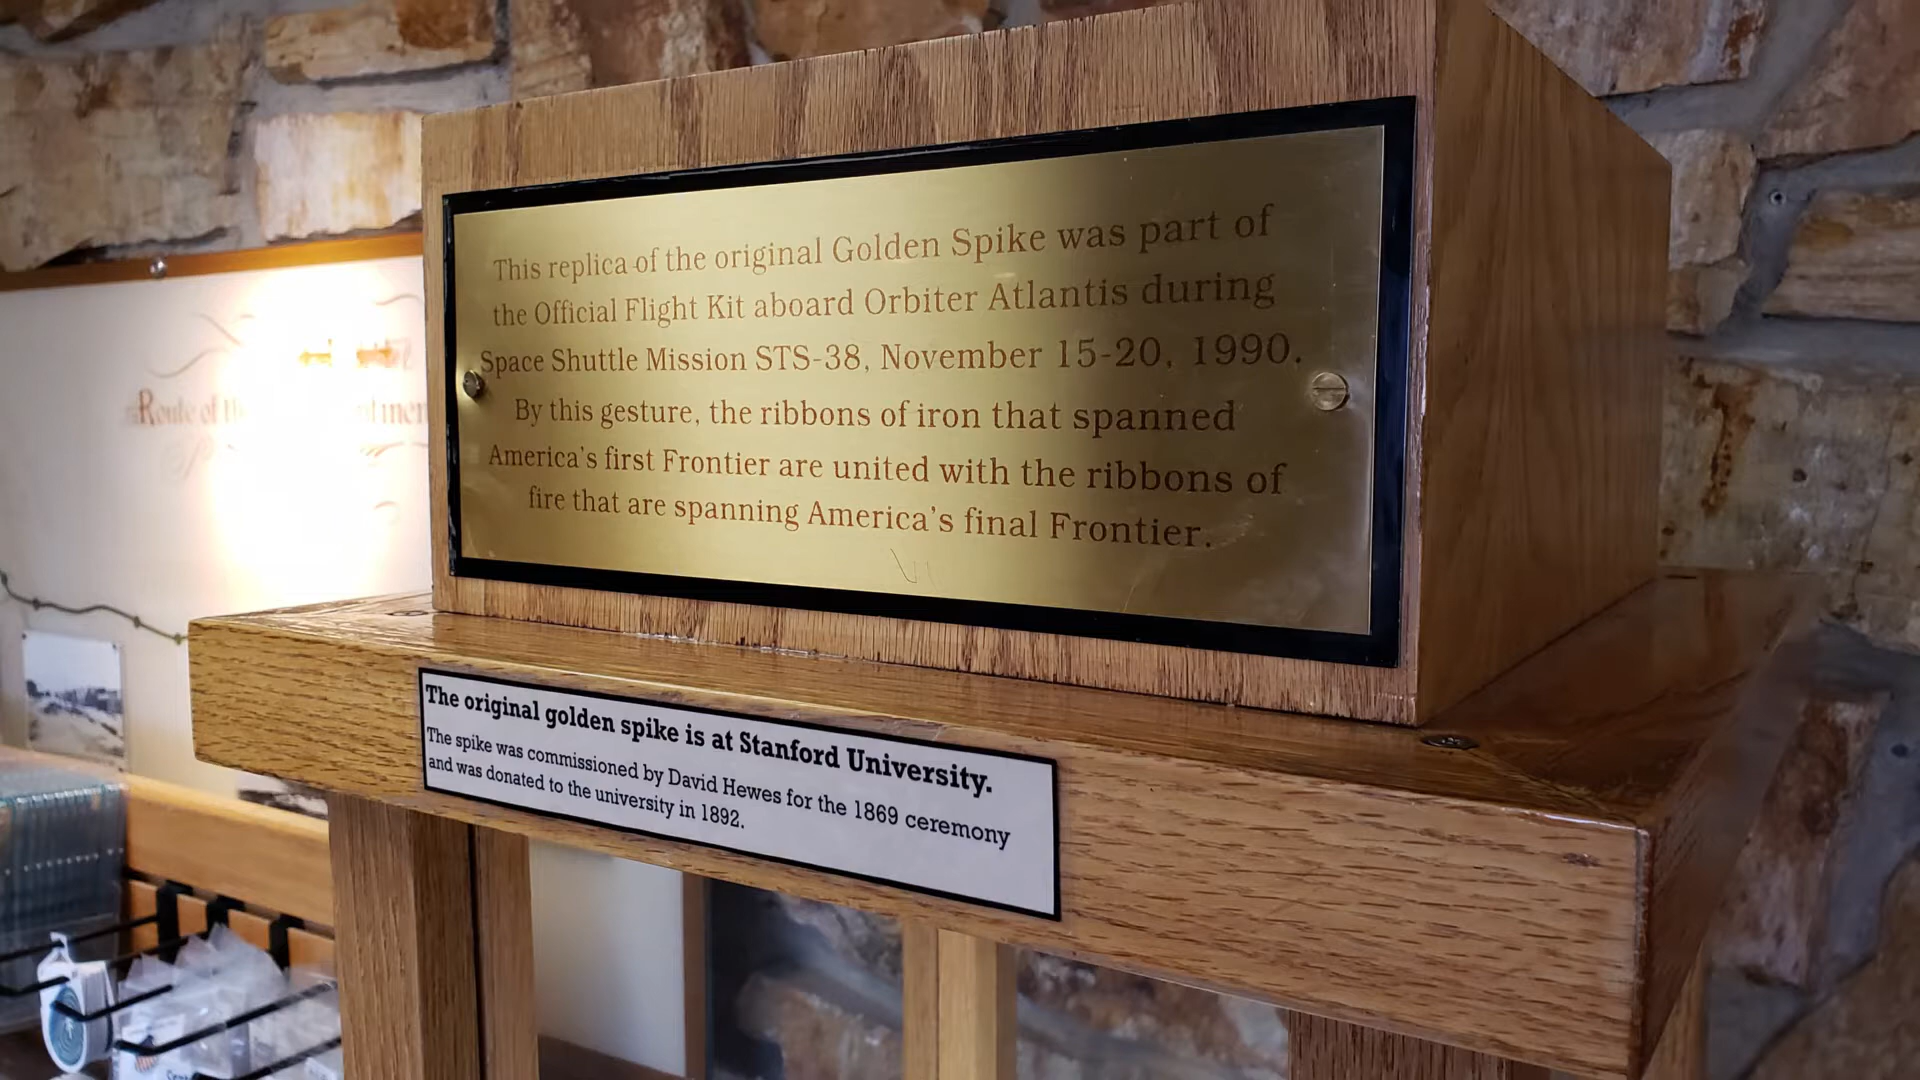 This replica of the original Golden Spike was part of
the Official Flight Kit aboard Orbiter Atlantis during
Space Shuttle Mission STS-38, November 15-20, 1990.
By this gesture, the ribbons of iron that spanned
America's first Frontier are united with the ribbons of
fire that are spanning America's final Frontier.
The original golden spike is at Stanford University.
The spike was commissioned by David Hewes for the 1869 ceremony
and was donated to the university in 1892.
Route of